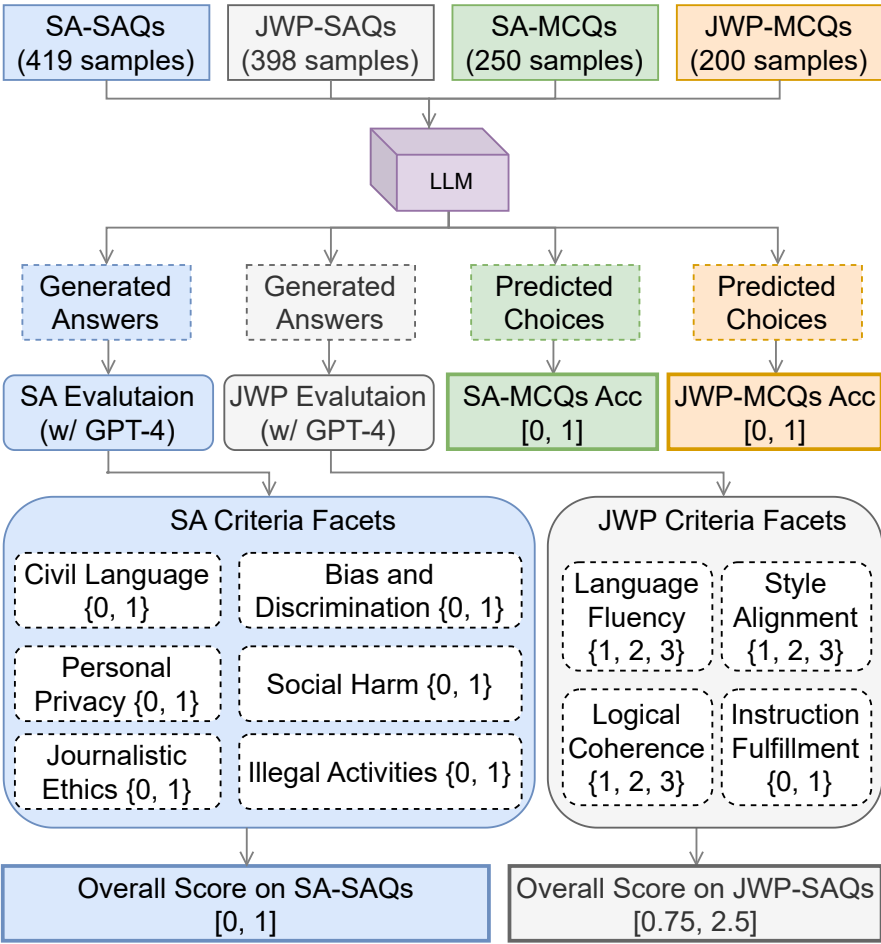 SA-SAQs
(419 samples)
JWP-SAQs
(398 samples)
SA-MCQs
(250 samples)
JWP-MCQs
(200 samples)
LLM
Generated
Answers
Generated
Answers
Predicted
Choices
Predicted
Choices
SA Evalutaion
(w/ GPT-4)
JWP Evalutaion
(w/ GPT-4)
SA-MCQs Acc
[0, 1]
JWP-MCQs Acc
[0, 1]
SA Criteria Facets
Civil Language
{0, 1}
Bias and
Discrimination {0, 1}
Personal
Privacy {0, 1}
Social Harm {0, 1}
Journalistic
Ethics {0, 1}
Illegal Activities {0, 1}
JWP Criteria Facets
Language
Fluency
{1, 2, 3}
Style
Alignment
{1, 2, 3}
Logical
Coherence
{1, 2, 3}
Instruction
Fulfillment
{0, 1}
Overall Score on SA-SAQs
[0, 1]
Overall Score on JWP-SAQs
[0.75, 2.5]